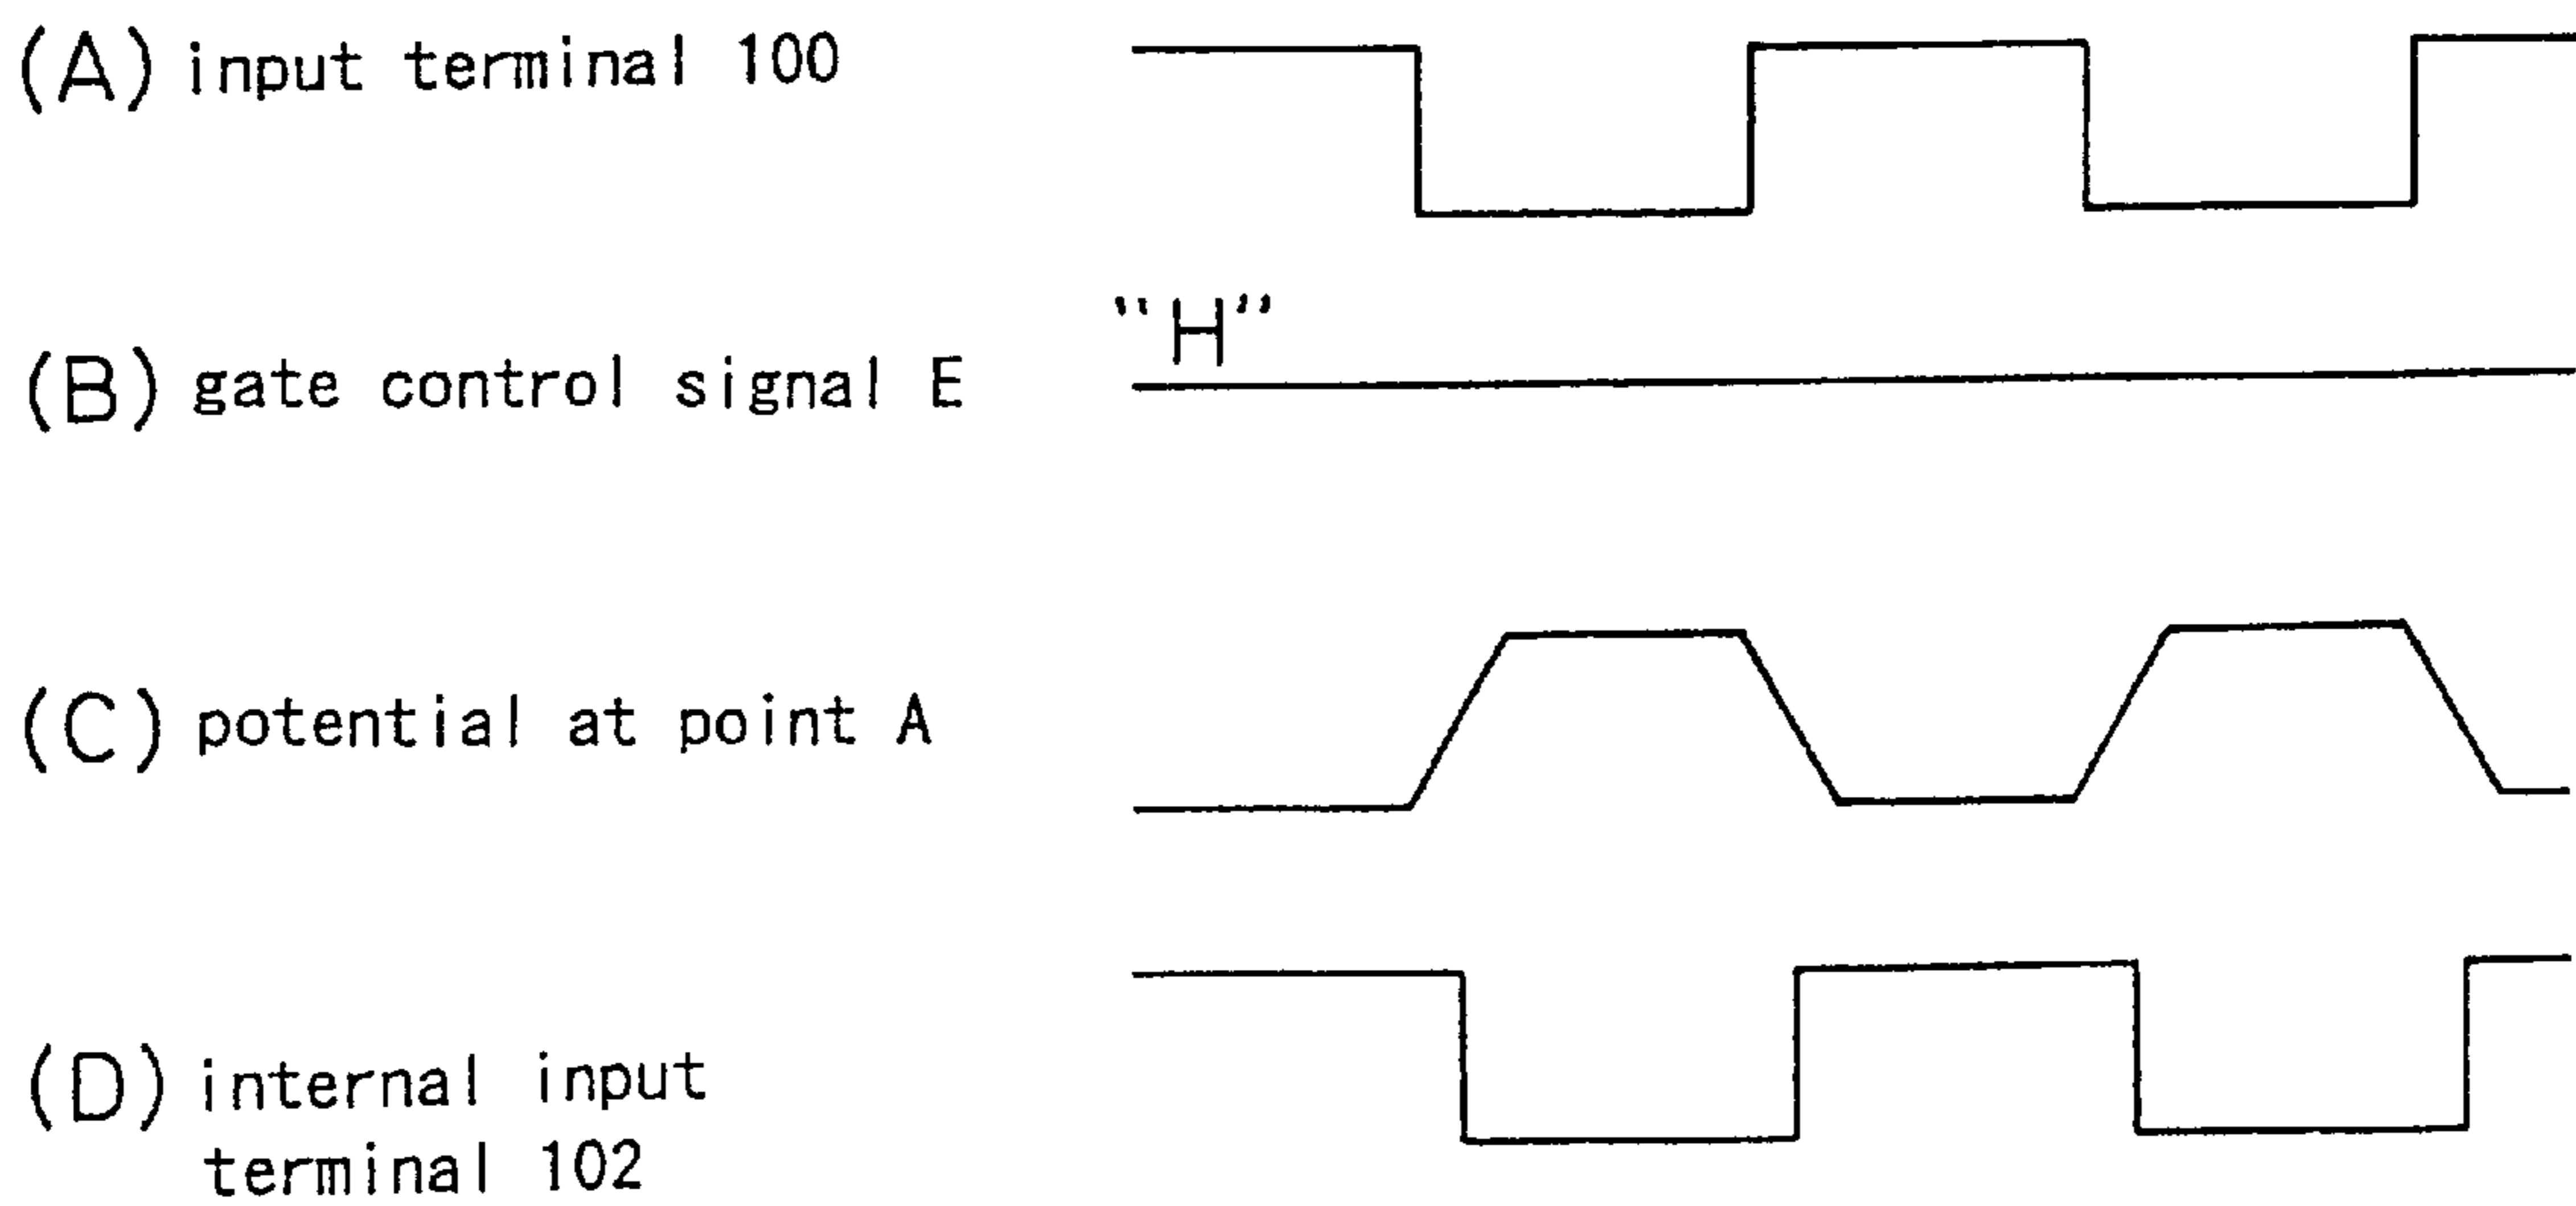 (A) input terminal 100
"H"
(B) gate control signal E
(C) potential at point A
(D) internal input
terminal 102